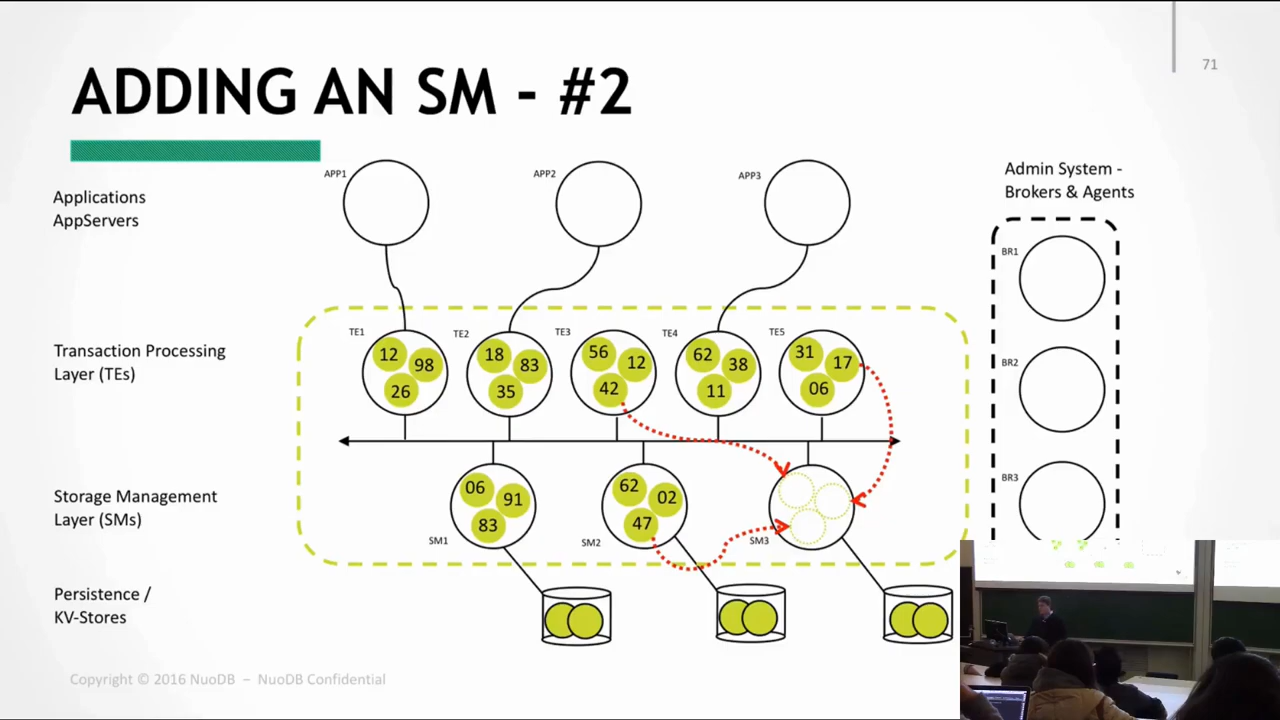 71
ADDING AN SM - #2
Applications
AppServers
APP1
APP2
APP3
Admin System -
Brokers & Agents
BR1
BR2
BR3
Transaction Processing
Layer (TEs)
TE1
12
98
26
TE2
18
83
35
TE3
56
12
42
TE4
62
38
11
TE5
31
17
06
Storage Management
Layer (SMs)
SM1
06
91
83
SM2
62
02
47
SM3
Persistence /
KV-Stores
Copyright © 2016 NuoDB – NuoDB Confidential